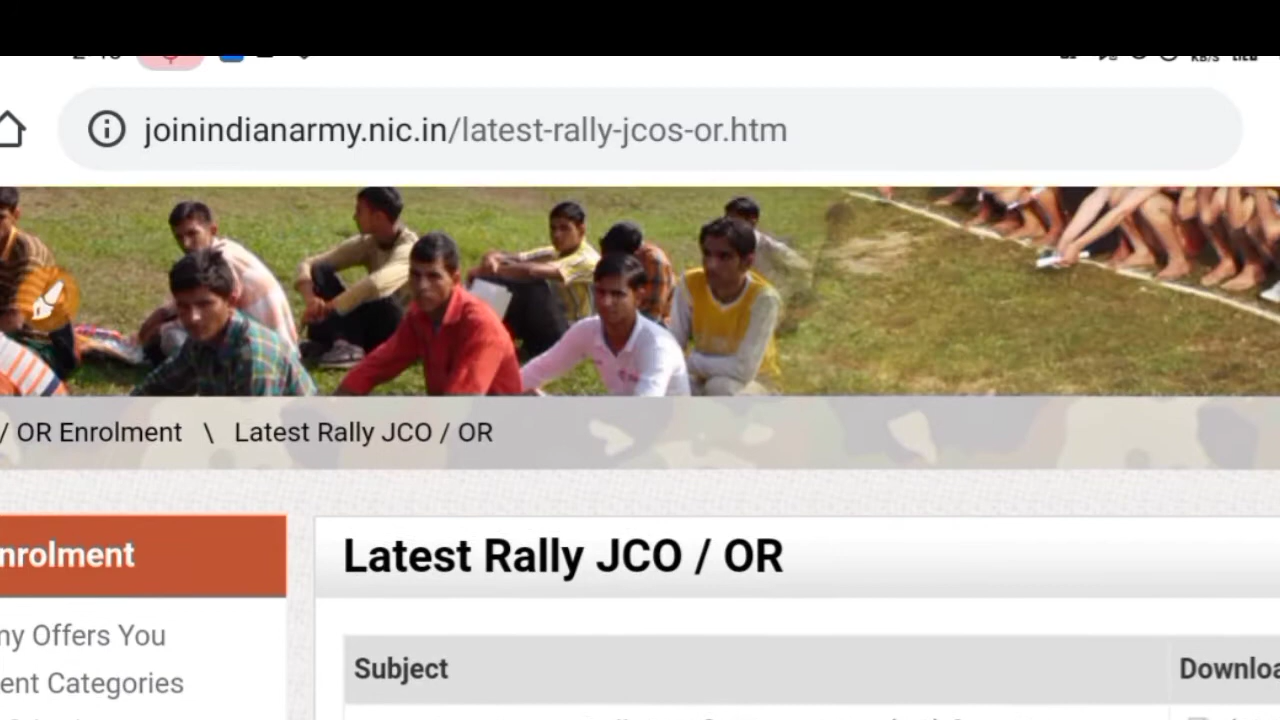 joinindianarmy.nic.in/latest-rally-jcos-or.htm
/ OR Enrolment \ Latest Rally JCO / OR
nrolment
Latest Rally JCO / OR
ny Offers You
Subject
Downloa
ent Categories